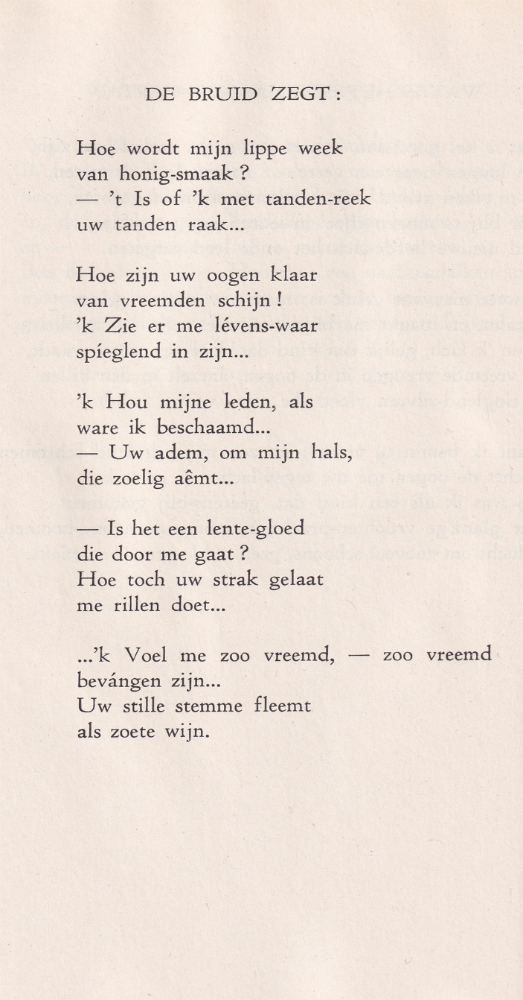 DE BRUID ZEGT :
Hoe wordt mijn lippe week
van honig-smaak ?
— ’t Is of ’k met tanden-reek
uw tanden raak...
Hoe zijn uw oogen klaar
van vreemden schijn !
’k Zie er me lévens-waar
spíeglend in zijn...
’k Hou mijne leden, als
ware ik beschaamd...
— Uw adem, om mijn hals,
die zoelig aêmt...
— Is het een lente-gloed
die door me gaat ?
Hoe toch uw strak gelaat
me rillen doet...
...’k Voel me zoo vreemd, — zoo vreemd
bevángen zijn...
Uw stille stemme fleemt
als zoete wijn.